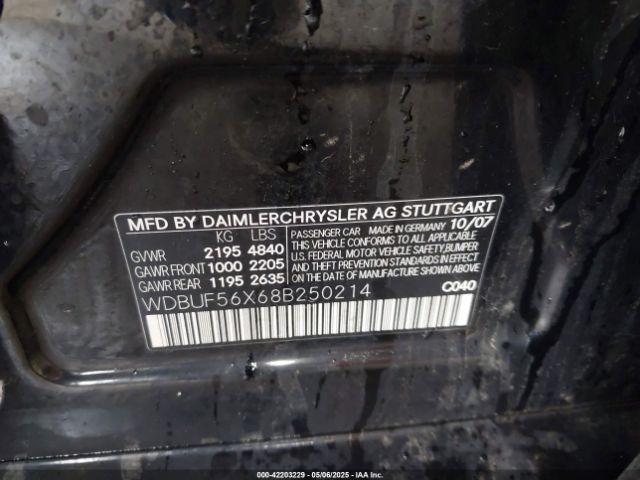 MFD BY DAIMLERCHRYSLER AG STUTTGART
KG LBS
GVWR 2195 4840
GAWR FRONT 1000 2205
GAWR REAR 1195 2635
PASSENGER CAR MADE IN GERMANY 10/07
THIS VEHICLE CONFORMS TO ALL APPLICABLE
U.S. FEDERAL MOTOR VEHICLE SAFETY, BUMPER
AND THEFT PREVENTION STANDARDS IN EFFECT
ON THE DATE OF MANUFACTURE SHOWN ABOVE
WDBUF56X68B250214
C040
000-42203229 - 05/06/2025 - IAA Inc.